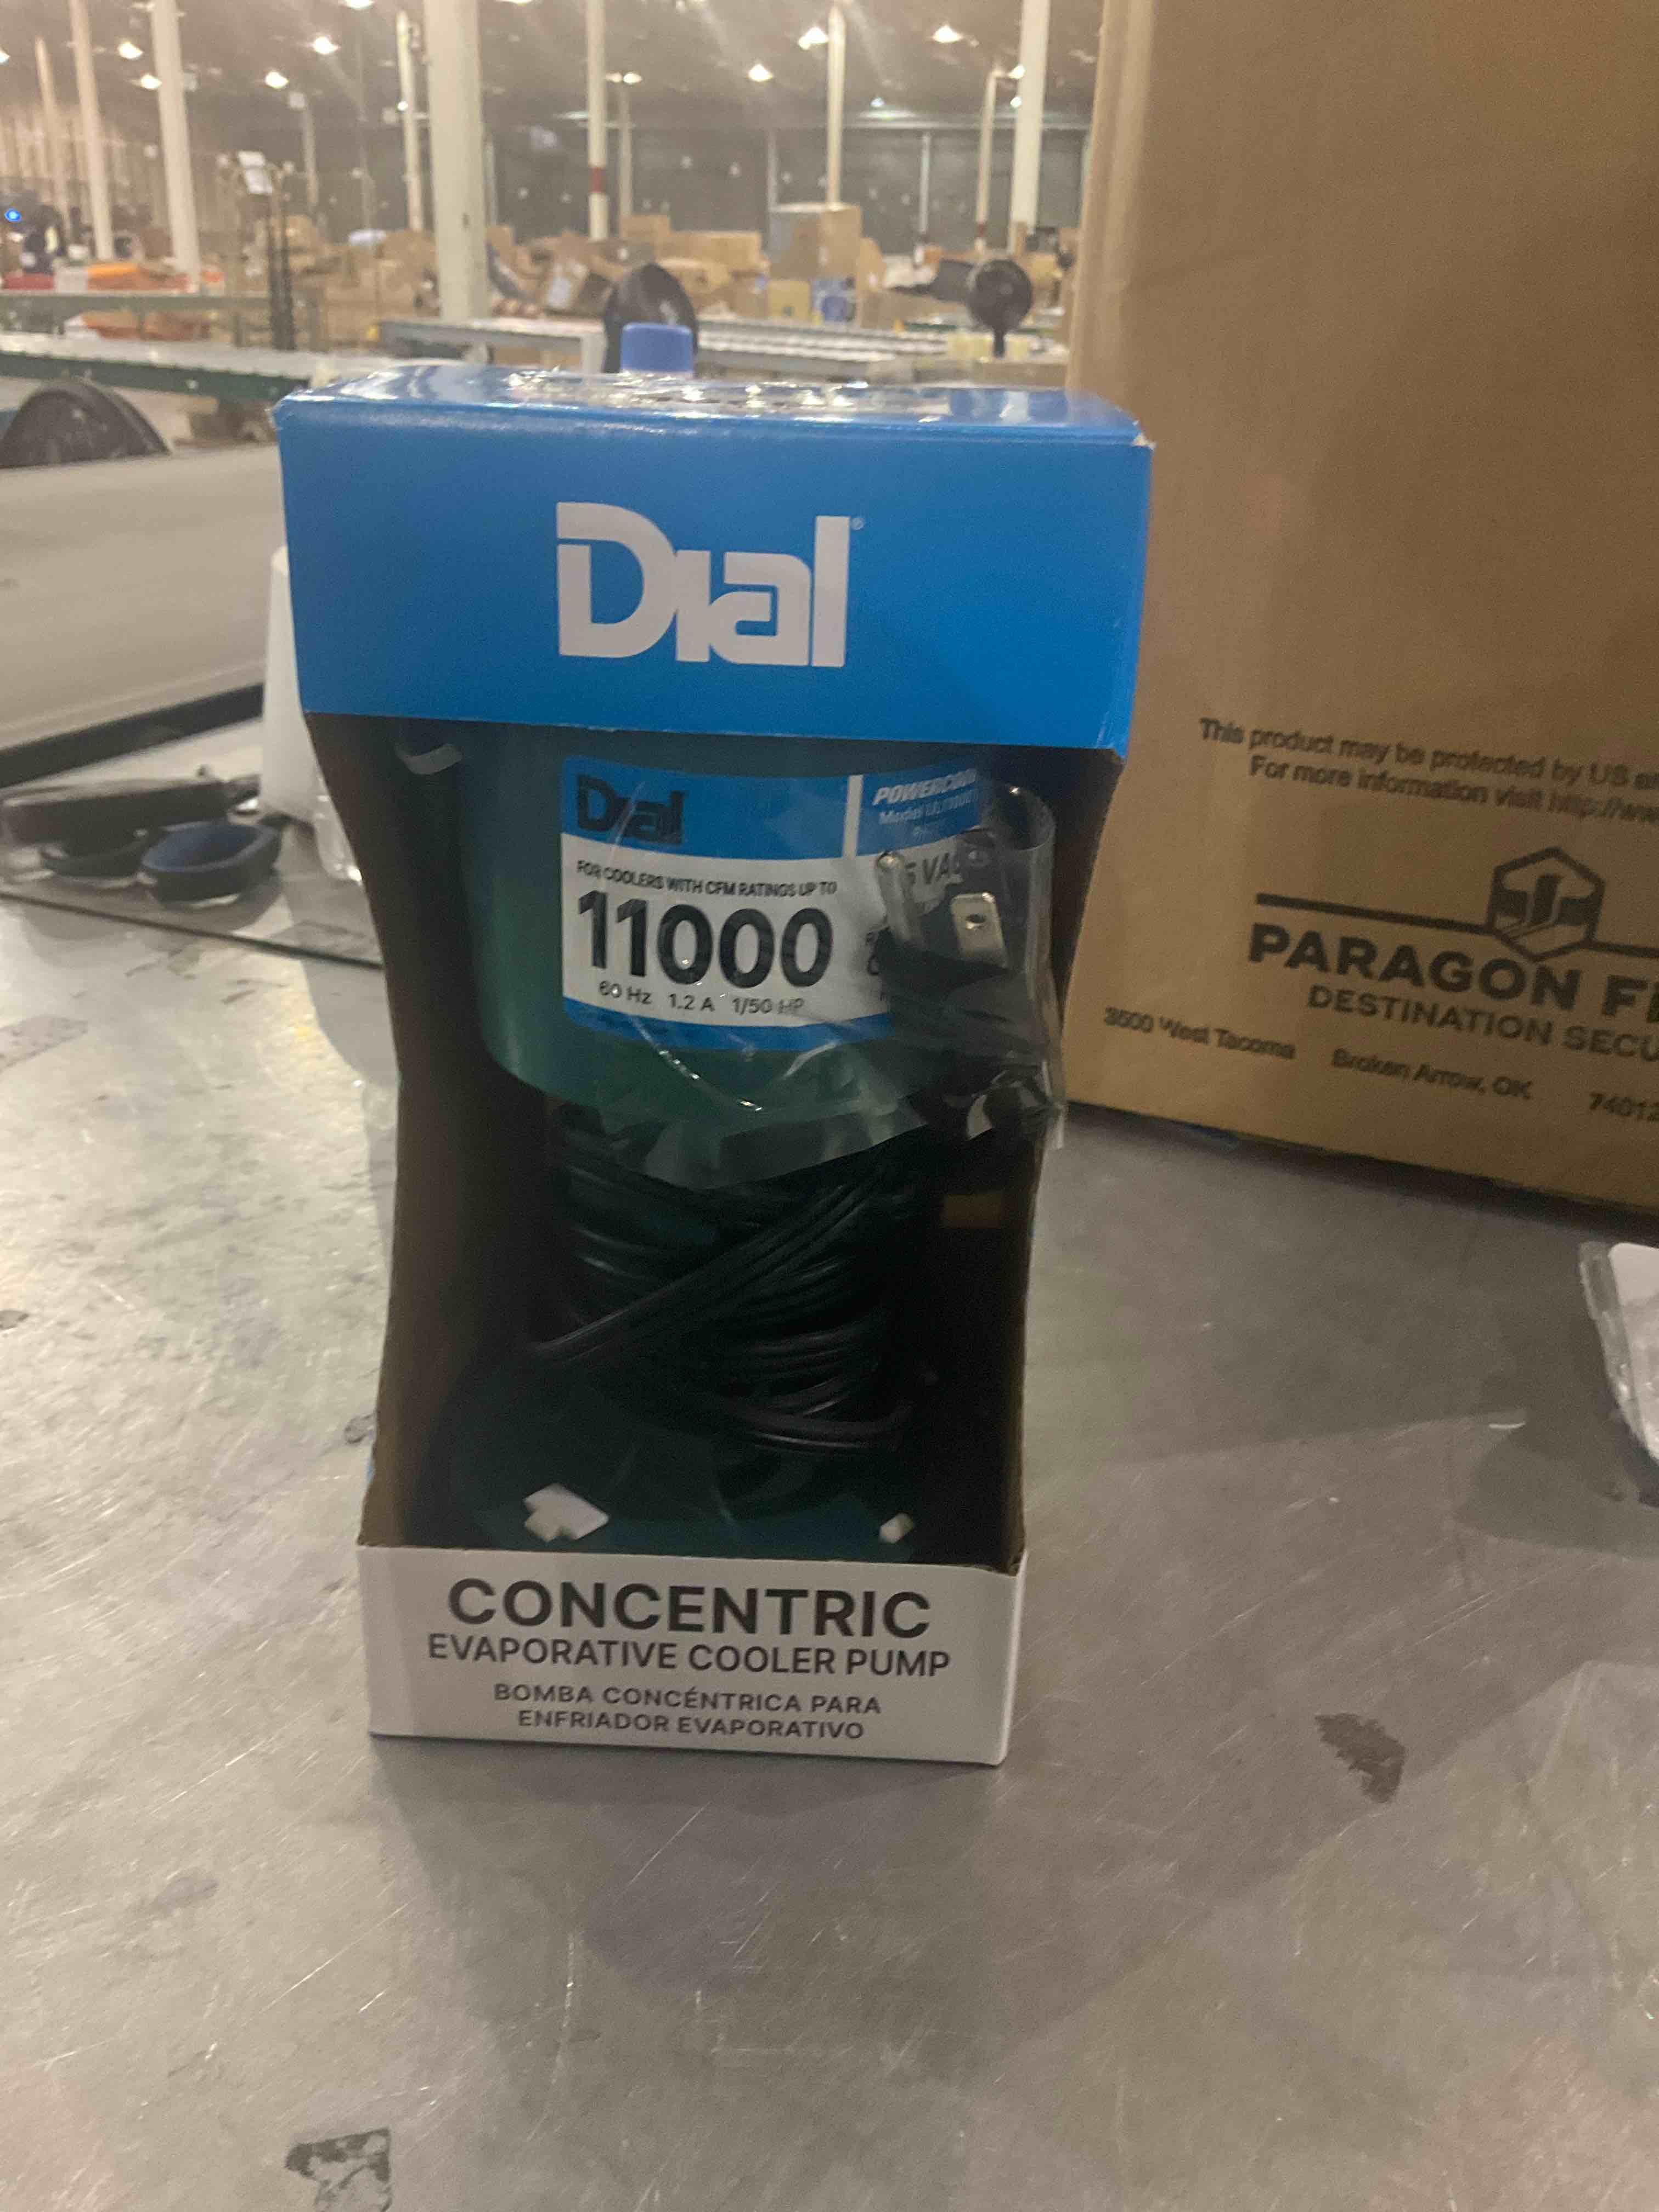 Dial®
Dial
POWERCOOL
FOR COOLERS WITH CFM RATINGS UP TO
11000
60 Hz 1.2 A 1/50 HP
VAC
CONCENTRIC
EVAPORATIVE COOLER PUMP
BOMBA CONCÉNTRICA PARA
ENFRIADOR EVAPORATIVO
This product may be protected by US
For more information visit
PARAGON
DESTINATION
3500 West Tacoma Broken Arrow, OK 74012